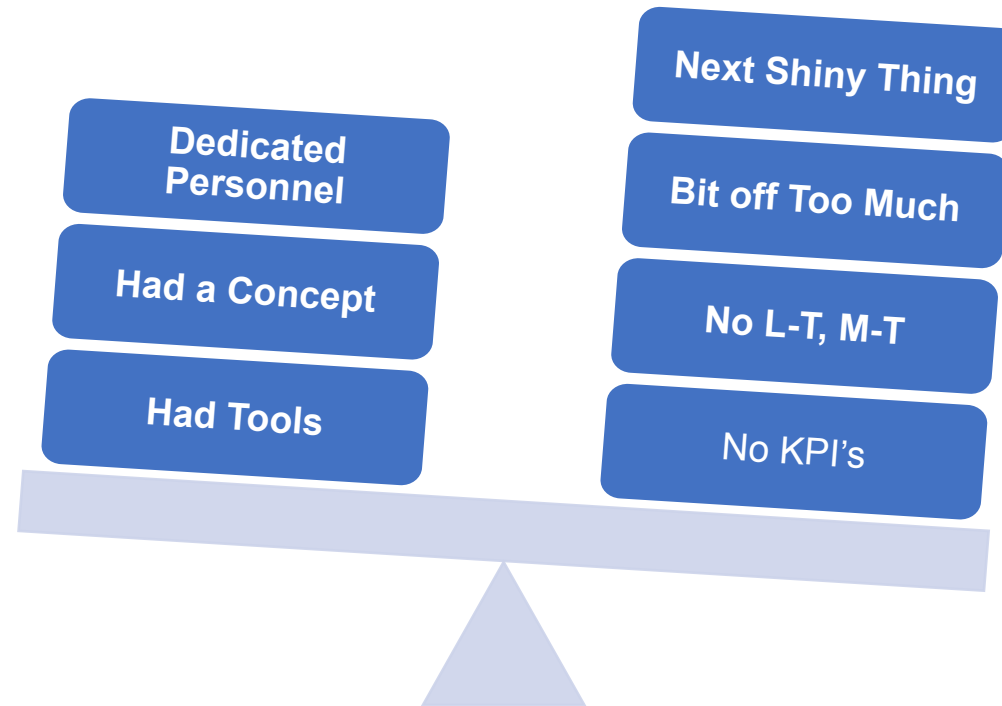 Dedicated
Personnel
Had a Concept
Had Tools
Next Shiny Thing
Bit off Too Much
No L-T, M-T
No KPI’s